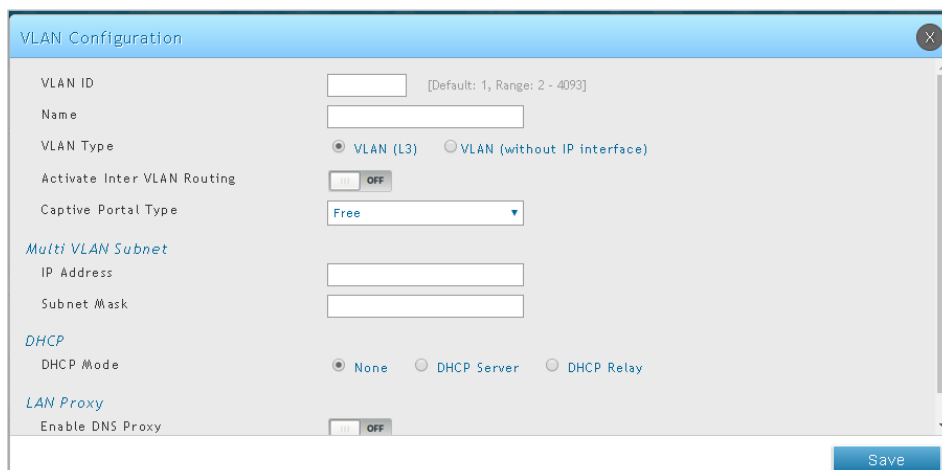 VLAN Configuration X
VLAN ID [Default: 1, Range: 2 - 4093]
Name
VLAN Type VLAN (L3) VLAN (without IP interface)
Activate Inter VLAN Routing OFF
Captive Portal Type Free
Multi VLAN Subnet
IP Address
Subnet Mask
DHCP
DHCP Mode None DHCP Server DHCP Relay
LAN Proxy
Enable DNS Proxy OFF
Save